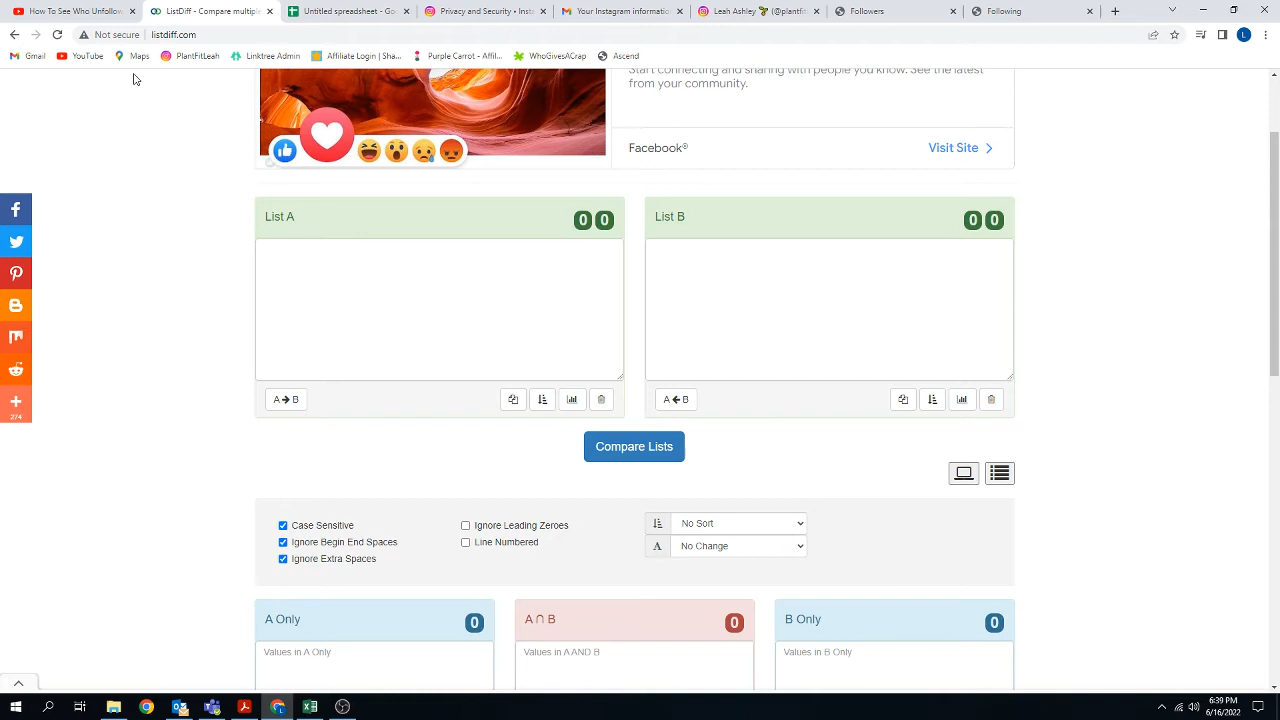 How To See Who Unfollow
ListDiff - Compare multiple
Untitled spreadsheet - Goo
Privacy and Security • Insta
Your Instagram informatio
Leah Ashley 🌱 (@plantfit
Followers
Following
Not secure
listdiff.com
L
Gmail
YouTube
Maps
PlantFitLeah
Linktree Admin
Affiliate Login | Sha...
Purple Carrot - Affil...
WhoGivesACrap
Ascend
Start connecting and sharing with people you know. See the latest
from your community.
Facebook®
Visit Site
List A
0 0
List B
0 0
A → B
A ← B
274
Compare Lists
Case Sensitive
Ignore Begin End Spaces
Ignore Extra Spaces
Ignore Leading Zeroes
Line Numbered
No Sort
A
No Change
A Only
0
A ∩ B
0
B Only
0
Values in A Only
Values in A AND B
Values in B Only
6:39 PM
6/16/2022